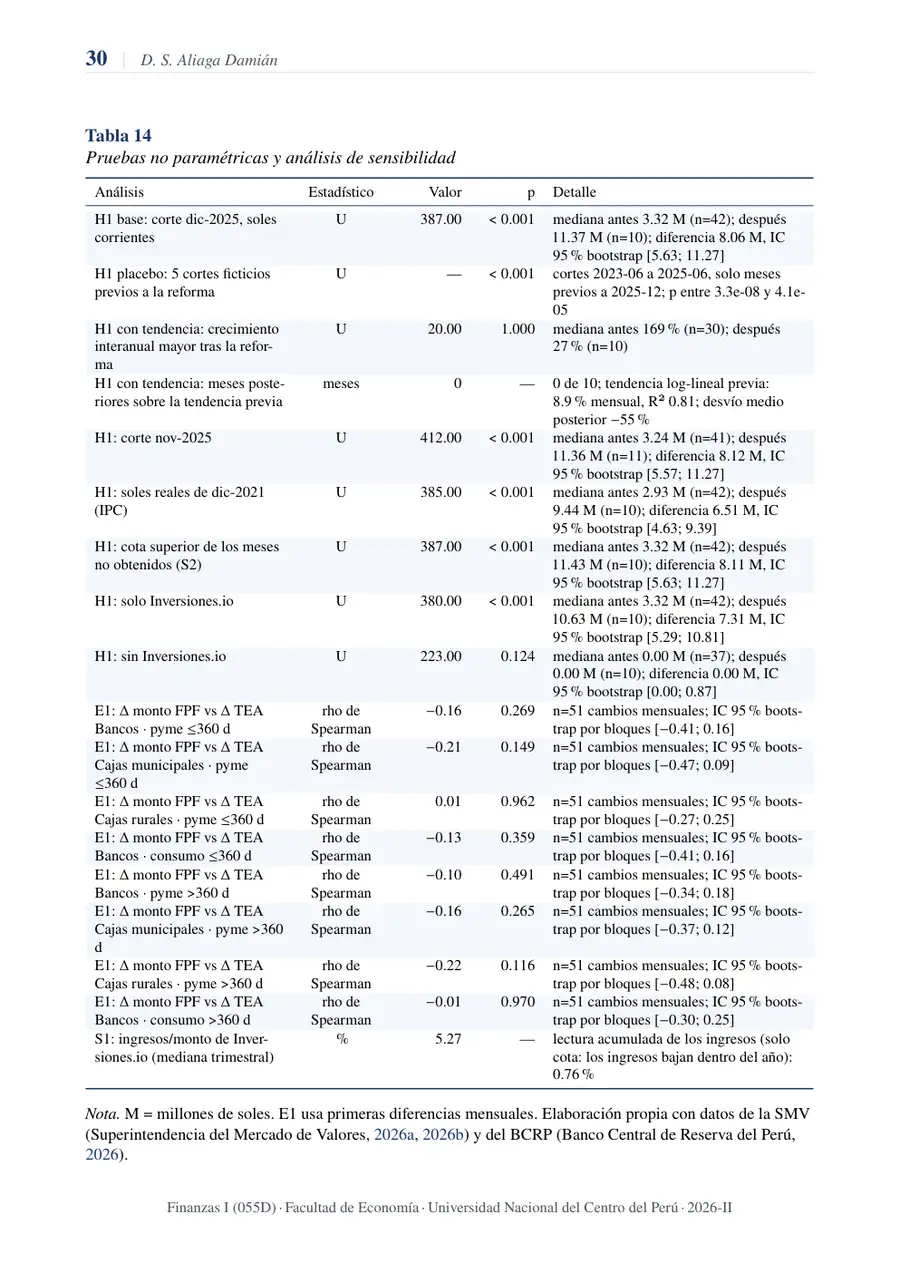 30 | D. S. Aliaga Damián
Tabla 14
Pruebas no paramétricas y análisis de sensibilidad
Análisis Estadístico Valor p Detalle
H1 base: corte dic-2025, soles U 387.00 < 0.001 mediana antes 3.32 M (n=42); después
corrientes 11.37 M (n=10); diferencia 8.06 M, IC
95 % bootstrap [5.63; 11.27]
H1 placebo: 5 cortes ficticios U — < 0.001 cortes 2023-06 a 2025-06, solo meses
previos a la reforma previos a 2025-12; p entre 3.3e-08 y 4.1e-
05
H1 con tendencia: crecimiento U 20.00 1.000 mediana antes 169 % (n=30); después
interanual mayor tras la refor- 27 % (n=10)
ma
H1 con tendencia: meses poste- meses 0 — 0 de 10; tendencia log-lineal previa:
riores sobre la tendencia previa 8.9 % mensual, R² 0.81; desvío medio
posterior −55 %
H1: corte nov-2025 U 412.00 < 0.001 mediana antes 3.24 M (n=41); después
11.36 M (n=11); diferencia 8.12 M, IC
95 % bootstrap [5.57; 11.27]
H1: soles reales de dic-2021 U 385.00 < 0.001 mediana antes 2.93 M (n=42); después
(IPC) 9.44 M (n=10); diferencia 6.51 M, IC
95 % bootstrap [4.63; 9.39]
H1: cota superior de los meses U 387.00 < 0.001 mediana antes 3.32 M (n=42); después
no obtenidos (S2) 11.43 M (n=10); diferencia 8.11 M, IC
95 % bootstrap [5.63; 11.27]
H1: solo Inversiones.io U 380.00 < 0.001 mediana antes 3.32 M (n=42); después
10.63 M (n=10); diferencia 7.31 M, IC
95 % bootstrap [5.29; 10.81]
H1: sin Inversiones.io U 223.00 0.124 mediana antes 0.00 M (n=37); después
0.00 M (n=10); diferencia 0.00 M, IC
95 % bootstrap [0.00; 0.87]
E1: Δ monto FPF vs Δ TEA rho de −0.16 0.269 n=51 cambios mensuales; IC 95 % boots-
Bancos · pyme ≤360 d Spearman trap por bloques [−0.41; 0.16]
E1: Δ monto FPF vs Δ TEA rho de −0.21 0.149 n=51 cambios mensuales; IC 95 % boots-
Cajas municipales · pyme Spearman trap por bloques [−0.47; 0.09]
≤360 d
E1: Δ monto FPF vs Δ TEA rho de 0.01 0.962 n=51 cambios mensuales; IC 95 % boots-
Cajas rurales · pyme ≤360 d Spearman trap por bloques [−0.27; 0.25]
E1: Δ monto FPF vs Δ TEA rho de −0.13 0.359 n=51 cambios mensuales; IC 95 % boots-
Bancos · consumo ≤360 d Spearman trap por bloques [−0.41; 0.16]
E1: Δ monto FPF vs Δ TEA rho de −0.10 0.491 n=51 cambios mensuales; IC 95 % boots-
Bancos · pyme >360 d Spearman trap por bloques [−0.34; 0.18]
E1: Δ monto FPF vs Δ TEA rho de −0.16 0.265 n=51 cambios mensuales; IC 95 % boots-
Cajas municipales · pyme >360 Spearman trap por bloques [−0.37; 0.12]
d
E1: Δ monto FPF vs Δ TEA rho de −0.22 0.116 n=51 cambios mensuales; IC 95 % boots-
Cajas rurales · pyme >360 d Spearman trap por bloques [−0.48; 0.08]
E1: Δ monto FPF vs Δ TEA rho de −0.01 0.970 n=51 cambios mensuales; IC 95 % boots-
Bancos · consumo >360 d Spearman trap por bloques [−0.30; 0.25]
S1: ingresos/monto de Inver- % 5.27 — lectura acumulada de los ingresos (solo
siones.io (mediana trimestral) cota: los ingresos bajan dentro del año):
0.76 %
Nota. M = millones de soles. E1 usa primeras diferencias mensuales. Elaboración propia con datos de la SMV
(Superintendencia del Mercado de Valores, 2026a, 2026b) y del BCRP (Banco Central de Reserva del Perú,
2026).
Finanzas I (055D) · Facultad de Economía · Universidad Nacional del Centro del Perú · 2026-II